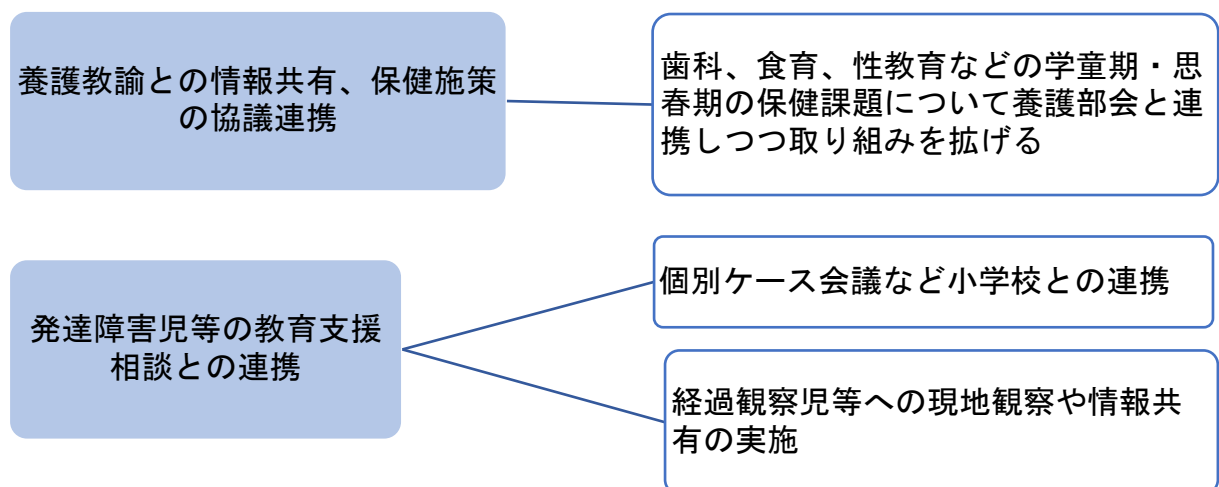 養護教諭との情報共有、保健施策
の協議連携
歯科、食育、性教育などの学童期・思
春期の保健課題について養護部会と連
携しつつ取り組みを拡げる
発達障害児等の教育支援
相談との連携
個別ケース会議など小学校との連携
経過観察児等への現地観察や情報共
有の実施